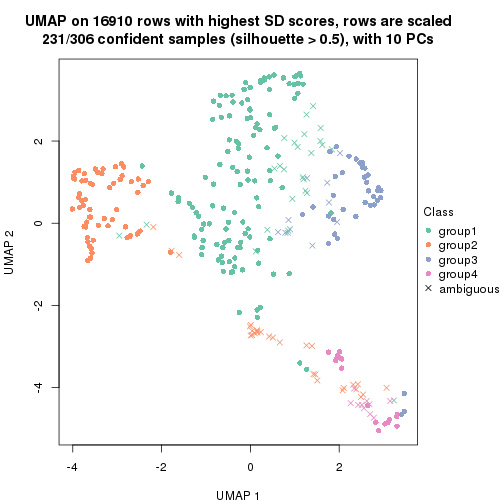 UMAP on 16910 rows with highest SD scores, rows are scaled
231/306 confident samples (silhouette > 0.5), with 10 PCs
2
0
-2
-4
UMAP 2
-4 -2 0 2
UMAP 1
Class
group1
group2
group3
group4
ambiguous